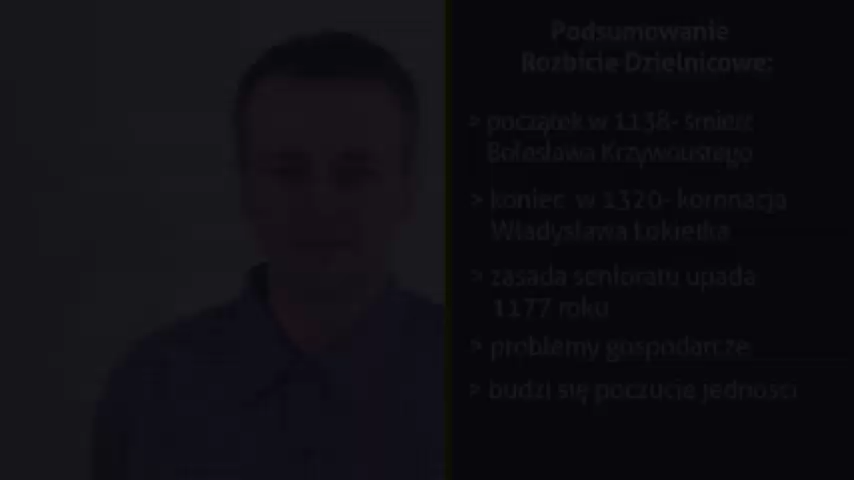 Podsumowanie
Rozbicie Dzielnicowe:
> początek w 1138- śmierć
Bolesława Krzywoustego
> koniec w 1320- koronacja
Władysława Łokietka
> zasada senioratu upada
1177 roku
> problemy gospodarcze
> budzi się poczucie jedności